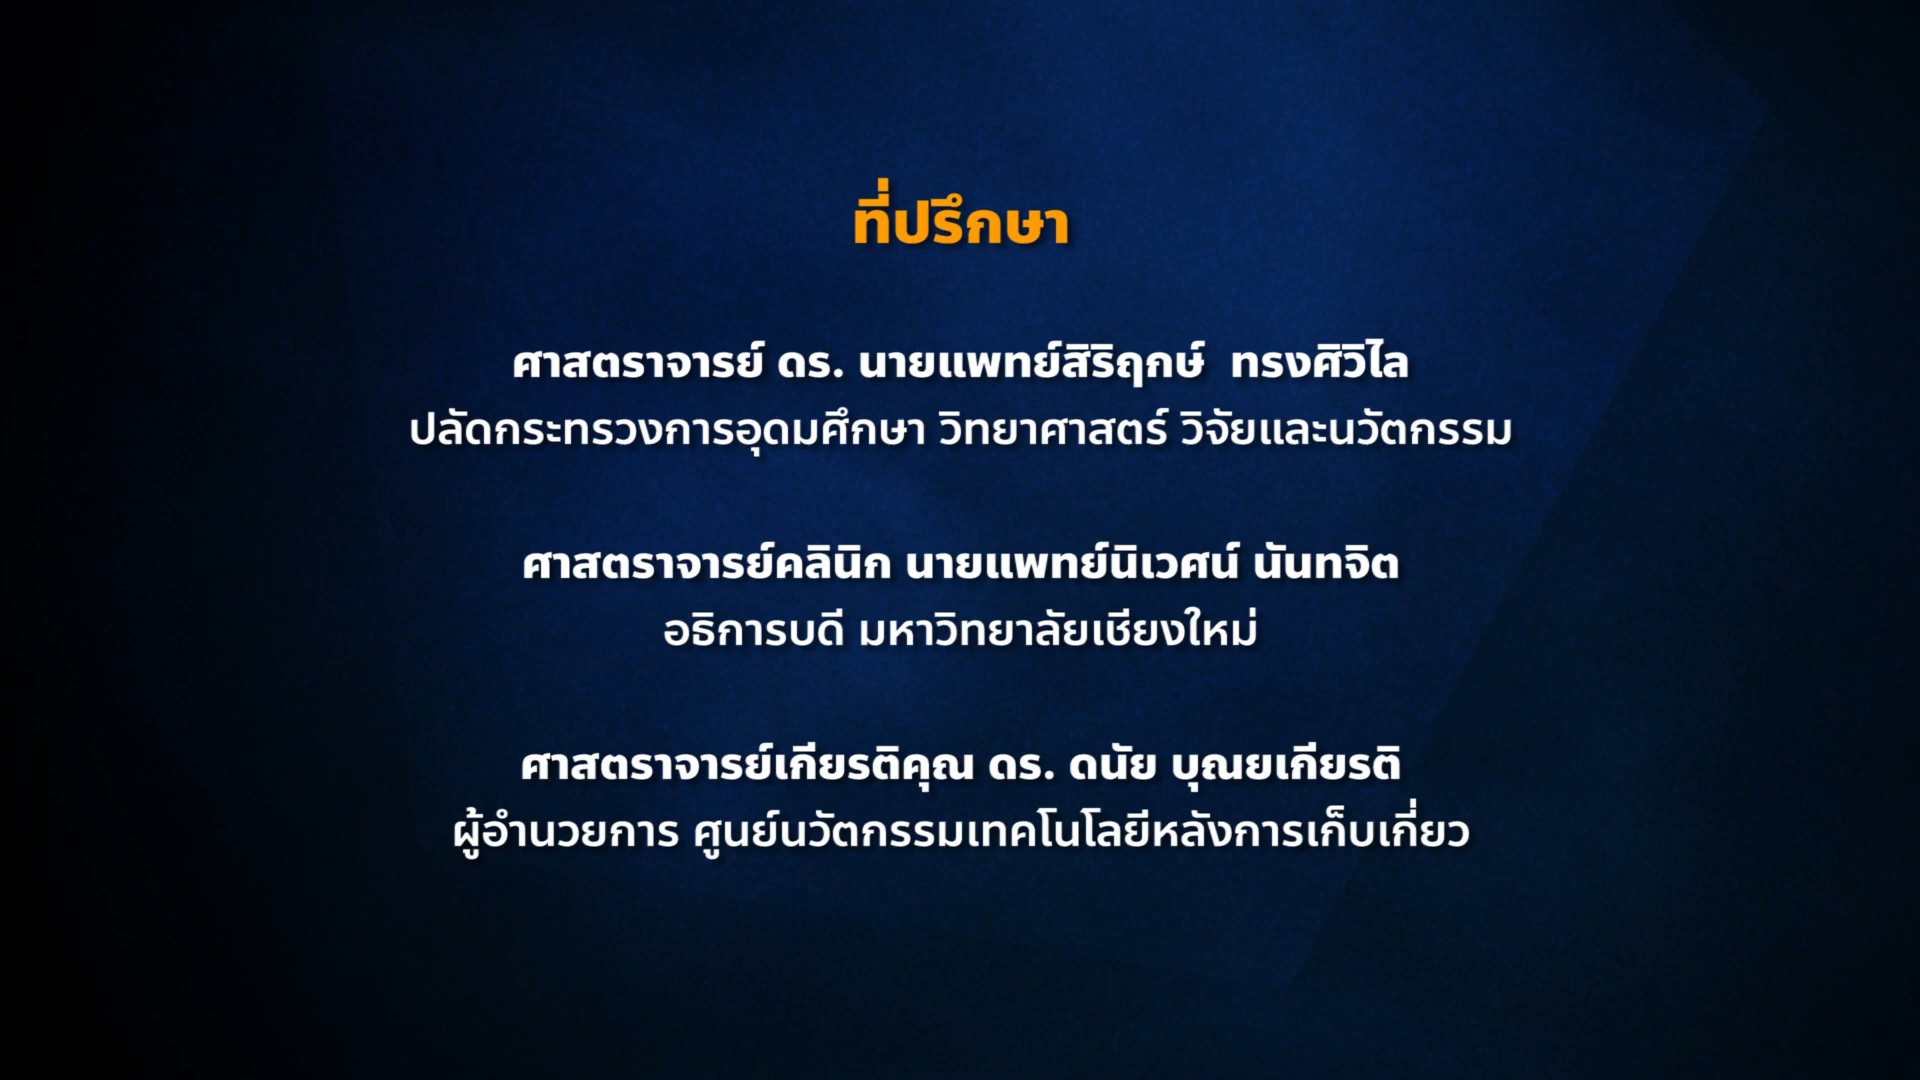 ที่ปรึกษา
ศาสตราจารย์ ดร. นายแพทย์สิริฤกษ์ ทรงศิวิไล
ปลัดกระทรวงการอุดมศึกษา วิทยาศาสตร์ วิจัยและนวัตกรรม
ศาสตราจารย์คลินิก นายแพทย์นิเวศน์ นันทจิต
อธิการบดี มหาวิทยาลัยเชียงใหม่
ศาสตราจารย์เกียรติคุณ ดร. ดนัย บุณยเกียรติ
ผู้อำนวยการ ศูนย์นวัตกรรมเทคโนโลยีหลังการเก็บเกี่ยว